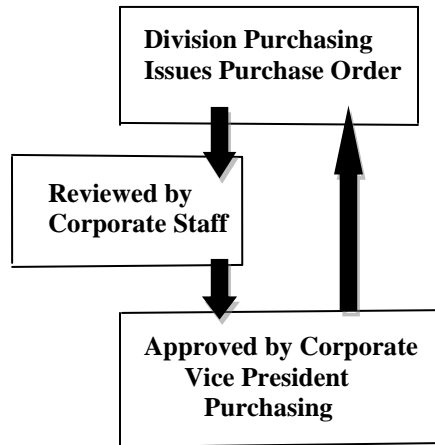 Division Purchasing
Issues Purchase Order
Reviewed by
Corporate Staff
Approved by Corporate
Vice President
Purchasing